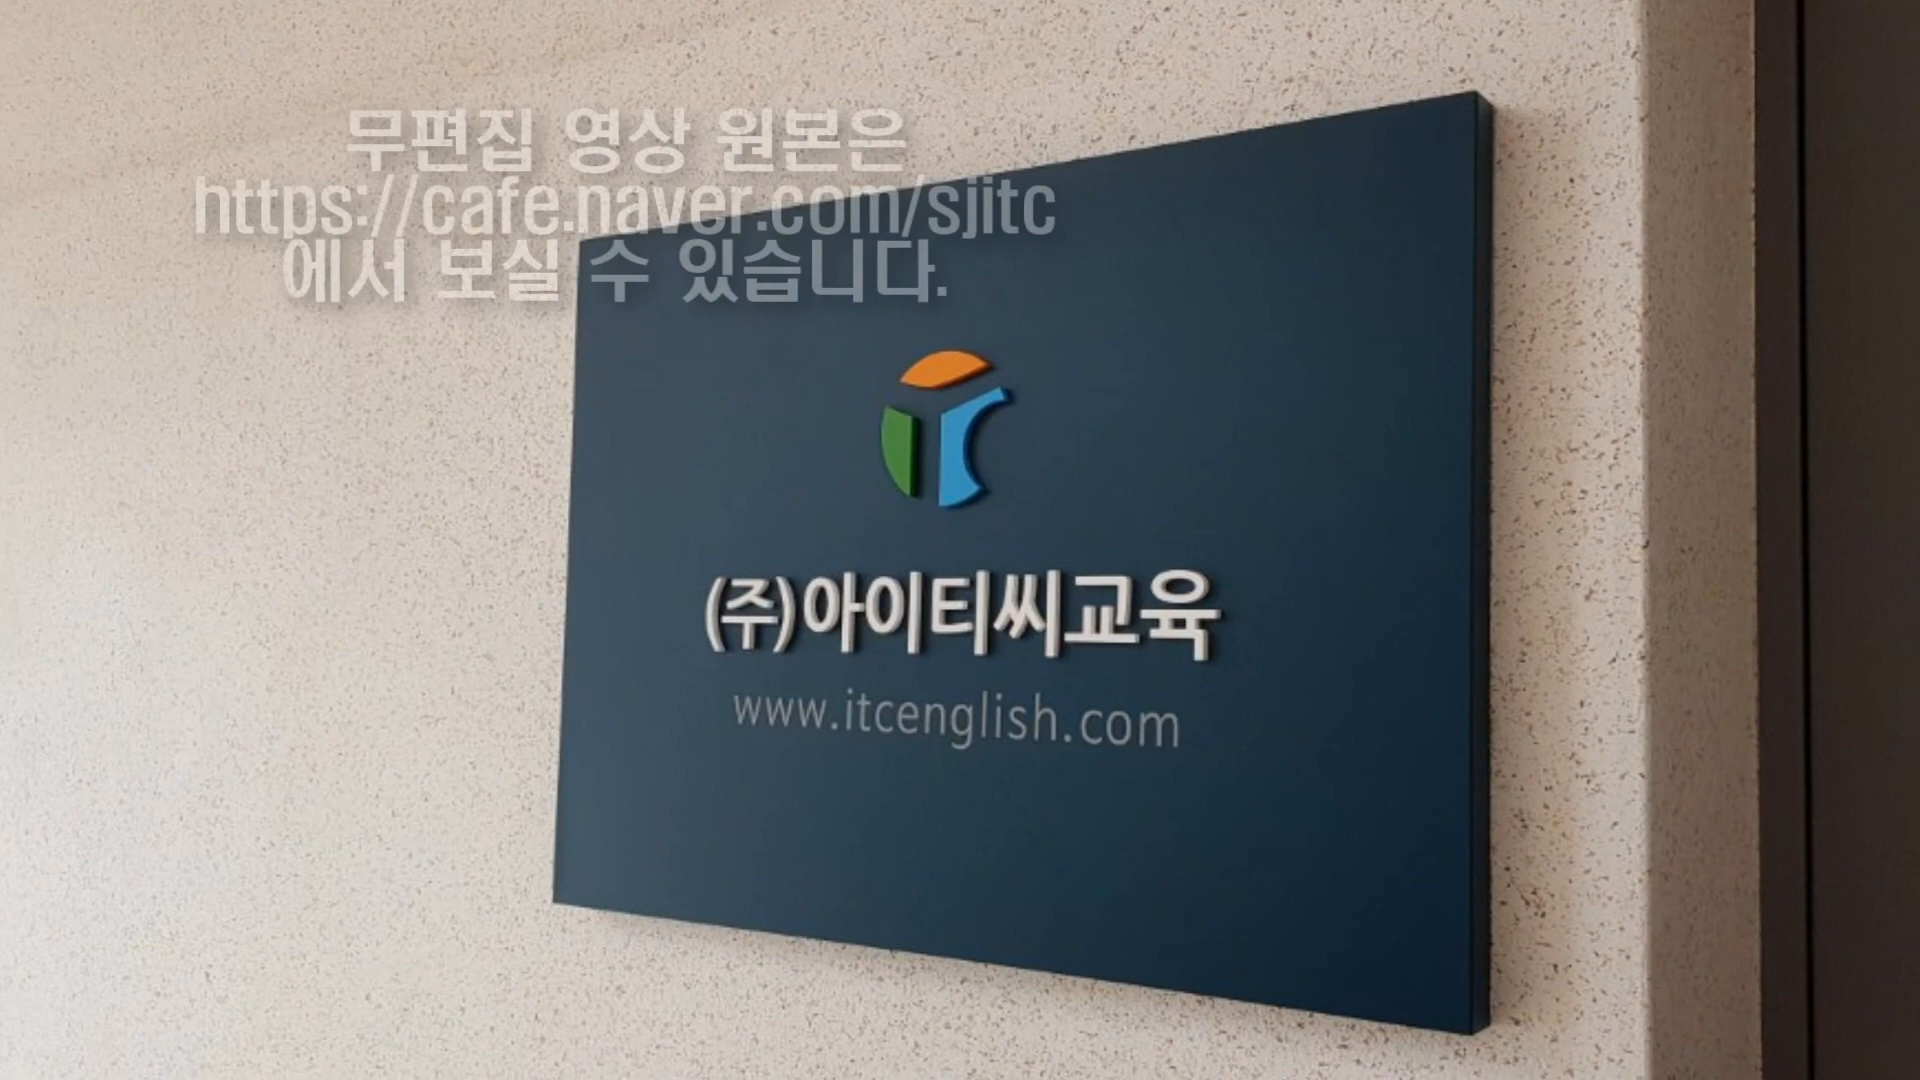 무편집 영상 원본은
https://cafe.naver.com/sjitc
에서 보실 수 있습니다.
(주)아이티씨교육
www.itcenglish.com